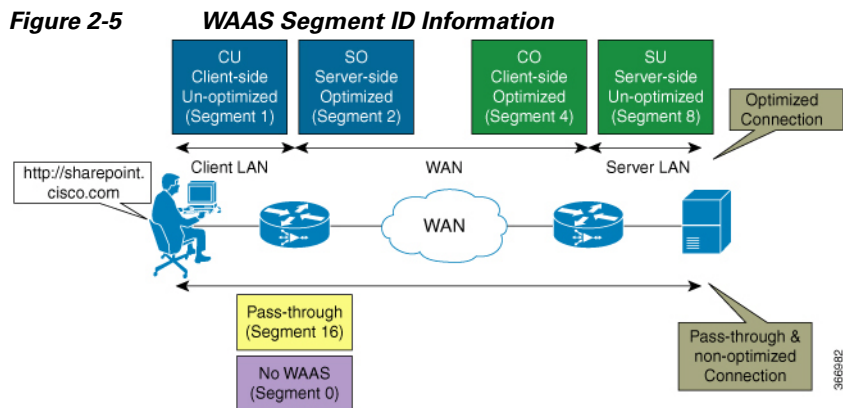 Figure 2-5 WAAS Segment ID Information
CU
Client-side
Un-optimized
(Segment 1)
SO
Server-side
Optimized
(Segment 2)
CO
Client-side
Optimized
(Segment 4)
SU
Server-side
Un-optimized
(Segment 8)
Optimized
Connection
Client LAN
WAN
Server LAN
http://sharepoint.
cisco.com
WAN
Pass-through
(Segment 16)
No WAAS
(Segment 0)
Pass-through &
non-optimized
Connection
366982